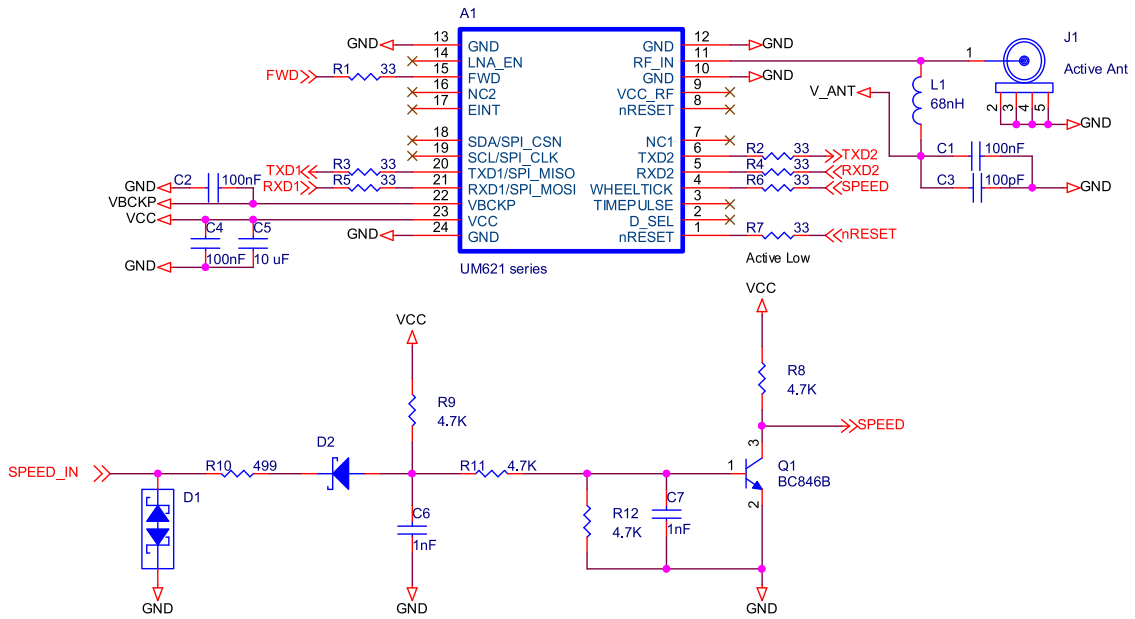 A1
GND 13 GND GND 12 GND
14 LNA_EN RF_IN 11
FWD R1 33 15 FWD GND 10 GND
16 NC2 VCC_RF 9
17 EINT nRESET 8
J1
1
Active Ant
2 3 4 5
GND
V_ANT
L1
68nH
18 SDA/SPI_CSN NC1 7
19 SCL/SPI_CLK TXD2 6 R2 33 TXD2
TXD1 R3 33 20 TXD1/SPI_MISO RXD2 5 R4 33 RXD2
RXD1 R5 33 21 RXD1/SPI_MOSI WHEELTICK 4 R6 33 SPEED
VBCKP 22 VBCKP TIMEPULSE 3
VCC 23 VCC D_SEL 2
GND 24 GND nRESET 1 R7 33 nRESET
C1 100nF
C3 100pF
GND
GND C2 100nF
C4 C5
100nF 10 uF
GND
UM621 series
Active Low
VCC
VCC
R8
4.7K
R9
4.7K
SPEED
D2
SPEED_IN R10 499 R11 4.7K 1 3 Q1
BC846B
2
D1
C6
1nF
R12
4.7K
C7
1nF
GND GND GND